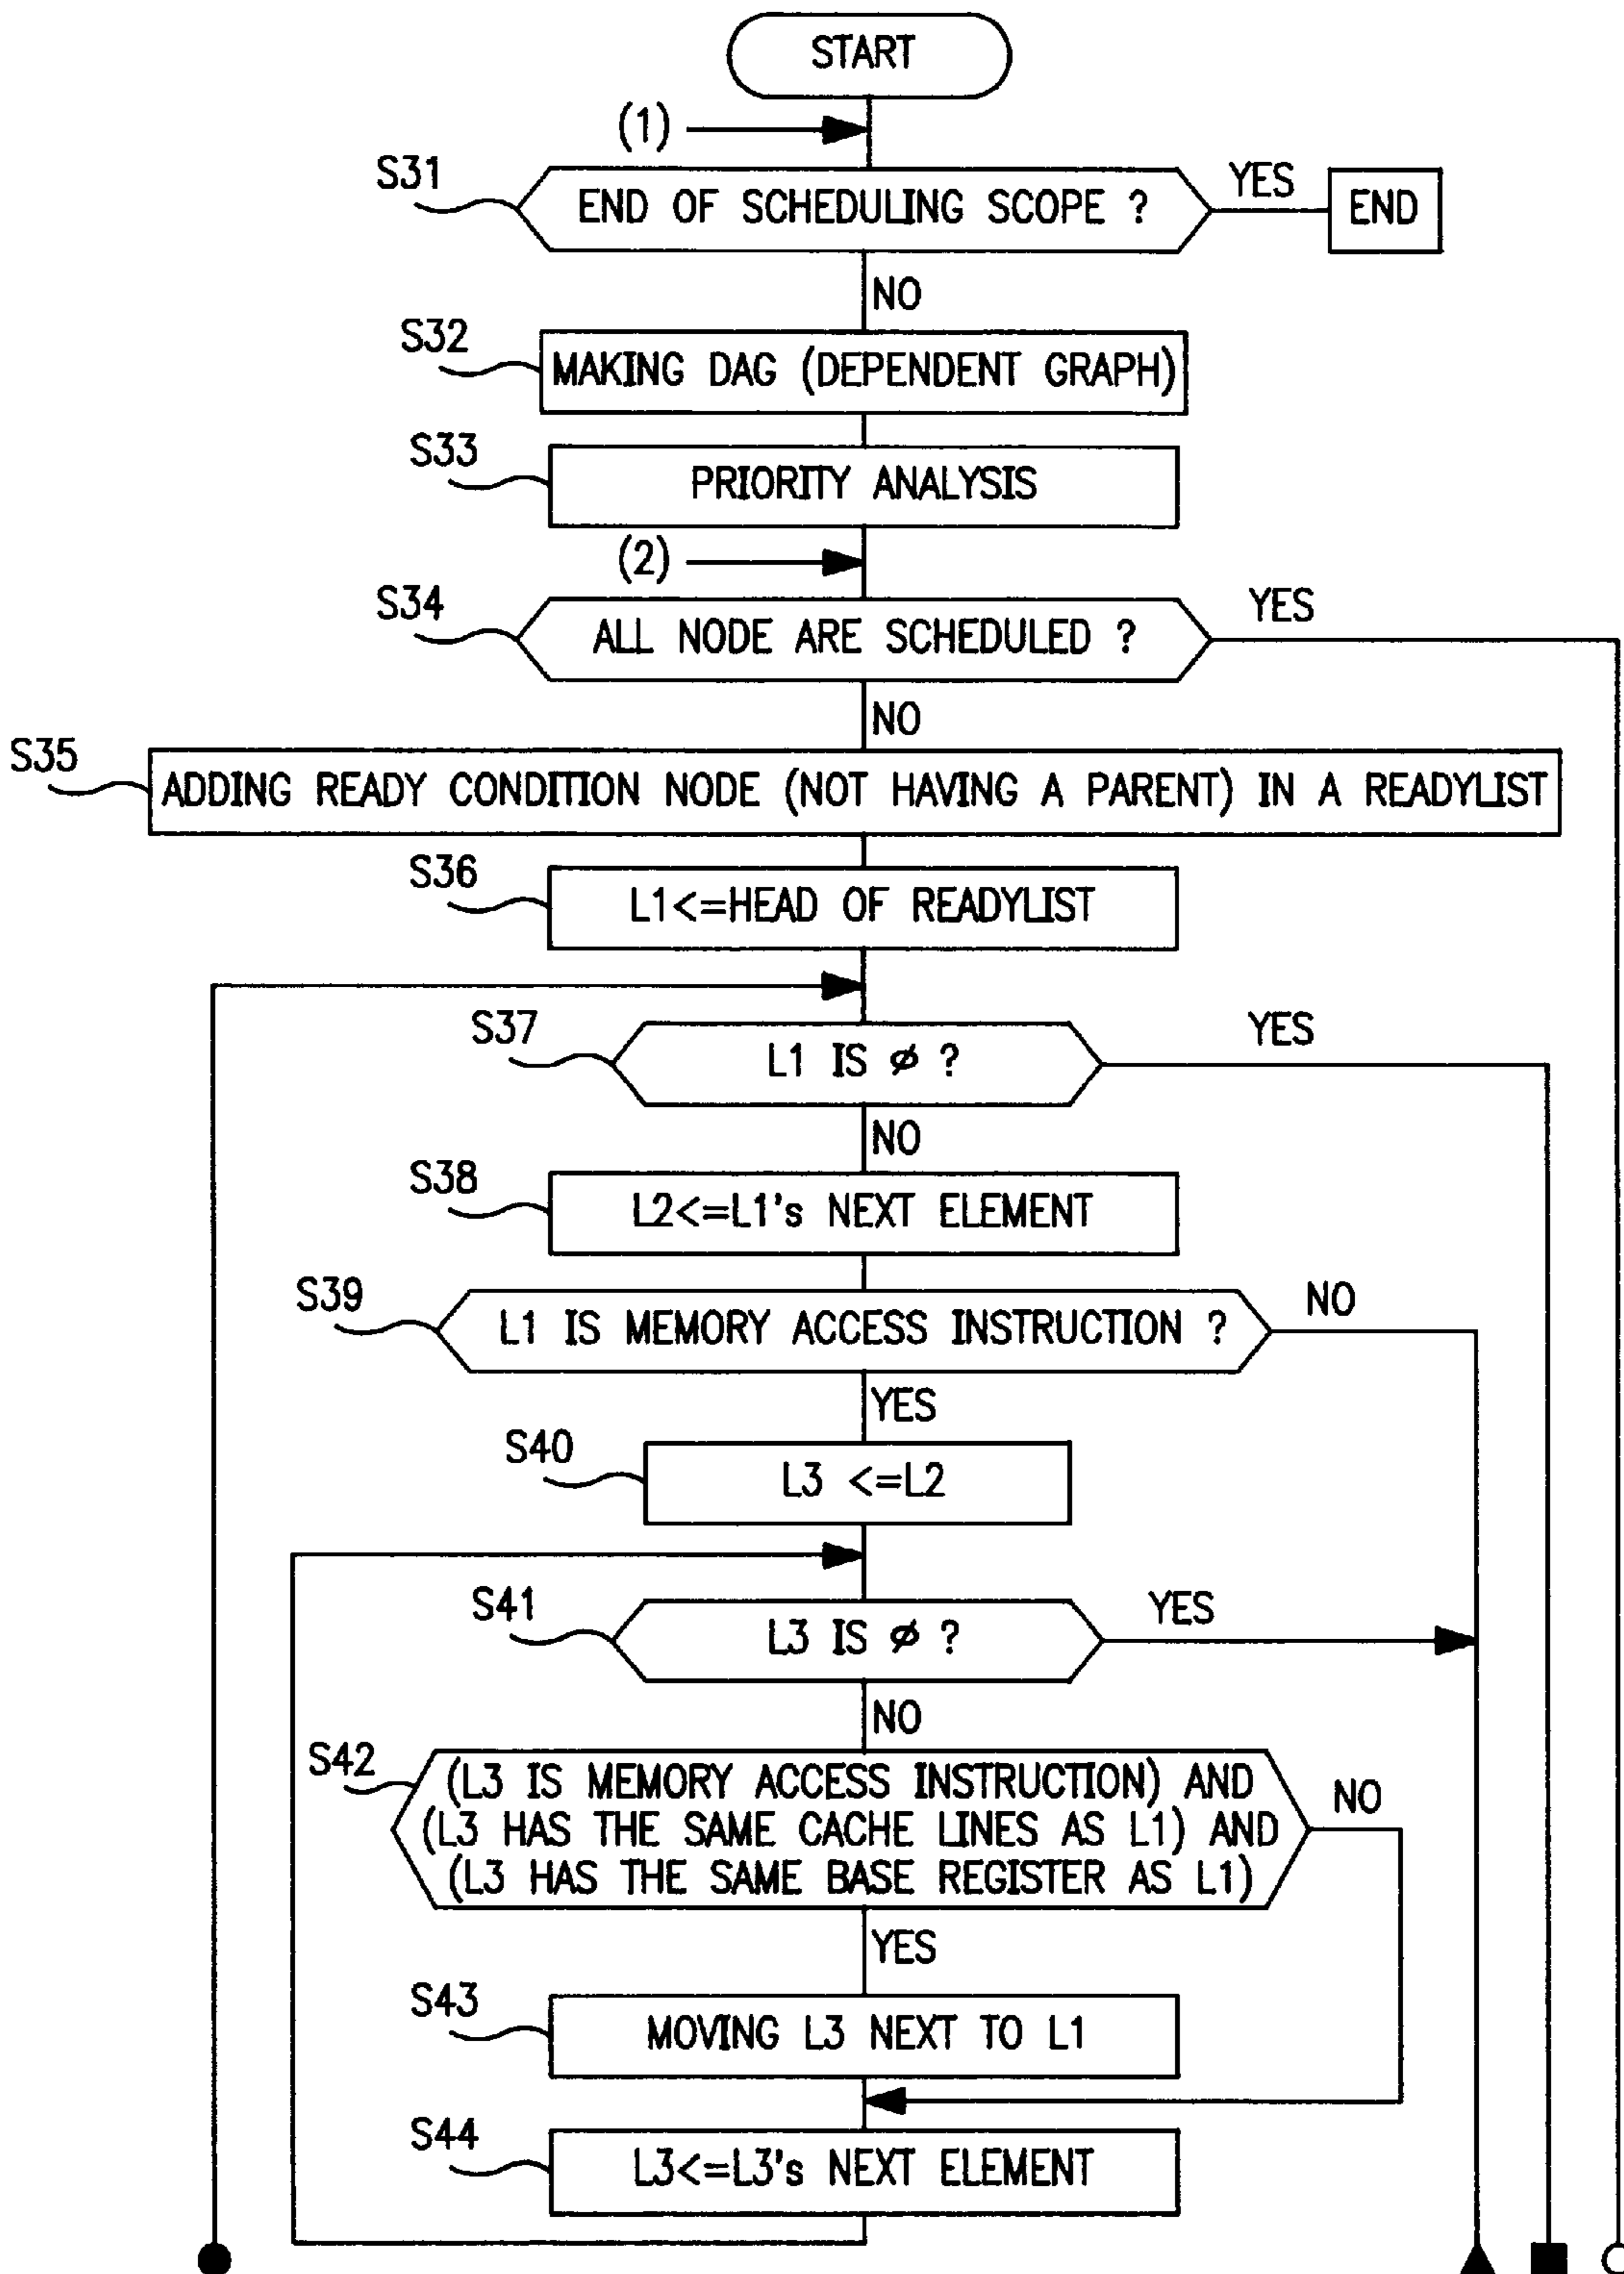 START
(1)
S31
END OF SCHEDULING SCOPE ?
YES
END
NO
S32
MAKING DAG (DEPENDENT GRAPH)
S33
PRIORITY ANALYSIS
(2)
S34
ALL NODE ARE SCHEDULED ?
YES
NO
S35
ADDING READY CONDITION NODE (NOT HAVING A PARENT) IN A READYLIST
S36
L1<=HEAD OF READYLIST
S37
L1 IS ø ?
YES
NO
S38
L2<=L1's NEXT ELEMENT
S39
L1 IS MEMORY ACCESS INSTRUCTION ?
NO
YES
S40
L3 <=L2
S41
L3 IS ø ?
YES
NO
S42
(L3 IS MEMORY ACCESS INSTRUCTION) AND
(L3 HAS THE SAME CACHE LINES AS L1) AND
(L3 HAS THE SAME BASE REGISTER AS L1)
NO
YES
S43
MOVING L3 NEXT TO L1
S44
L3<=L3's NEXT ELEMENT